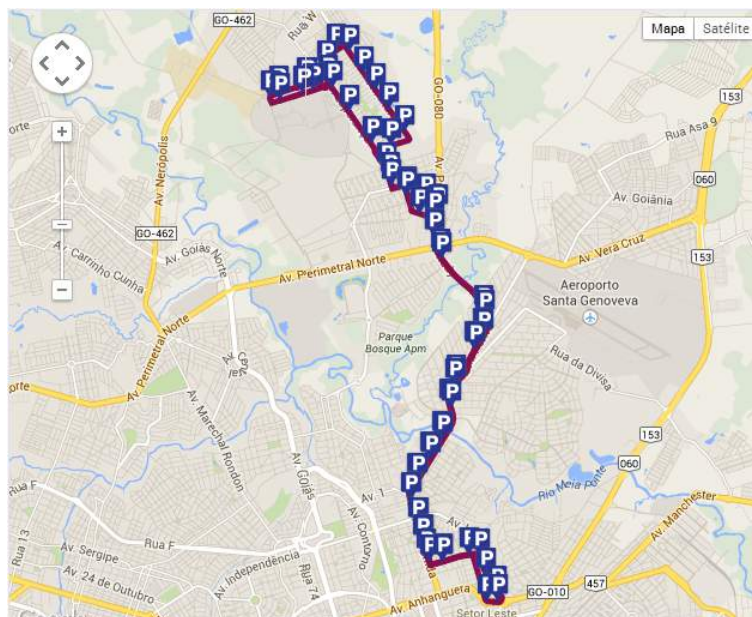 Rua W
GO-462
Mapa
Satélite
153
Rua Asa 9
060
GO-080
Av. Nerópolis
Av. Goiânia
GO-462
Av. Goiás Norte
Av. Vera Cruz
Av. Perimetral Norte
153
Av. Carrinho Cunha
Aeroporto
Santa Genoveva
Av. Perimetral Norte
Parque
Bosque Apm
Rua da Divisa
Av. Marechal Rondon
153
060
Av. Goiás
Rio Meia Ponte
Rua F
Av. 1
Av. Manchester
Av. Contorno
Rua 13
Rua F
Av. Sergipe
Av. Independência
Rua 74
Av. 24 de Outubro
GO-010
457
Av. Anhanguera
Setor Leste